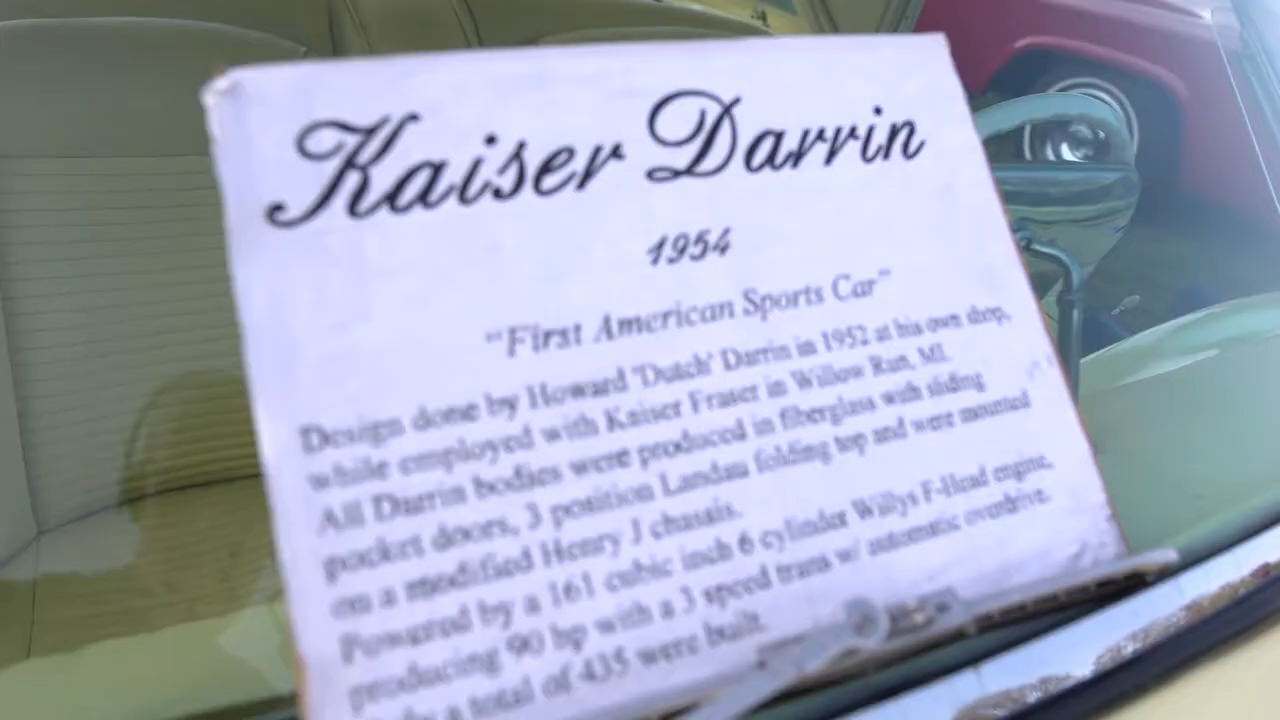 Kaiser Darrin
1954
"First American Sports Car"
Design done by Howard 'Dutch' Darrin in 1952 at his own shop,
while employed with Kaiser Fraser in Willow Run, MI.
All Darrin bodies were produced in fiberglass with sliding
pocket doors, 3 position Landau folding top and were mounted
on a modified Henry J chassis.
Powered by a 161 cubic inch 6 cylinder Willys F-Head engine,
producing 90 hp with a 3 speed trans w/ automatic overdrive.
a total of 435 were built.